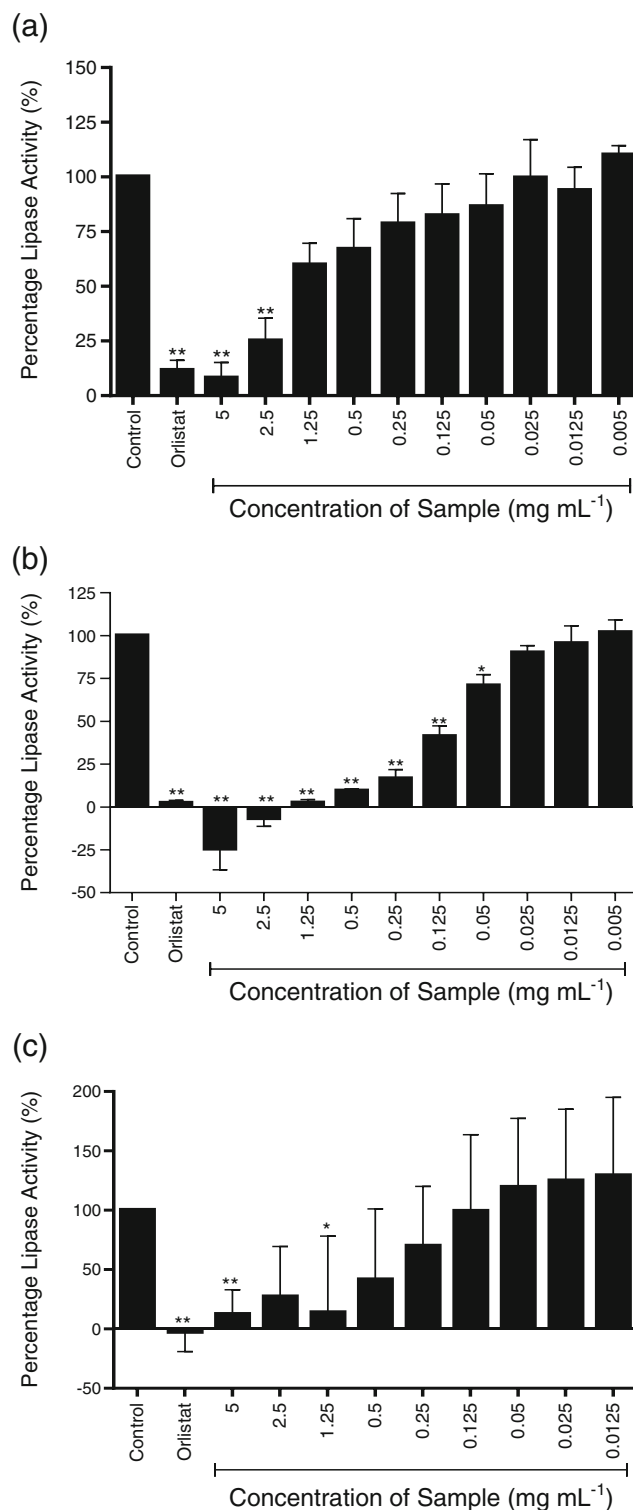 (a)
Percentage Lipase Activity (%)
150
125
100
75
50
25
0
** ** **
Control Orlistat 5 2.5 1.25 0.5 0.25 0.125 0.05 0.025 0.0125 0.005
Concentration of Sample (mg mL⁻¹)
(b)
Percentage Lipase Activity (%)
125
100
75
50
25
0
-25
-50
** ** ** ** ** ** ** *
Control Orlistat 5 2.5 1.25 0.5 0.25 0.125 0.05 0.025 0.0125 0.005
Concentration of Sample (mg mL⁻¹)
(c)
Percentage Lipase Activity (%)
200
150
100
50
0
-50
** ** *
Control Orlistat 5 2.5 1.25 0.5 0.25 0.125 0.05 0.025 0.0125
Concentration of Sample (mg mL⁻¹)